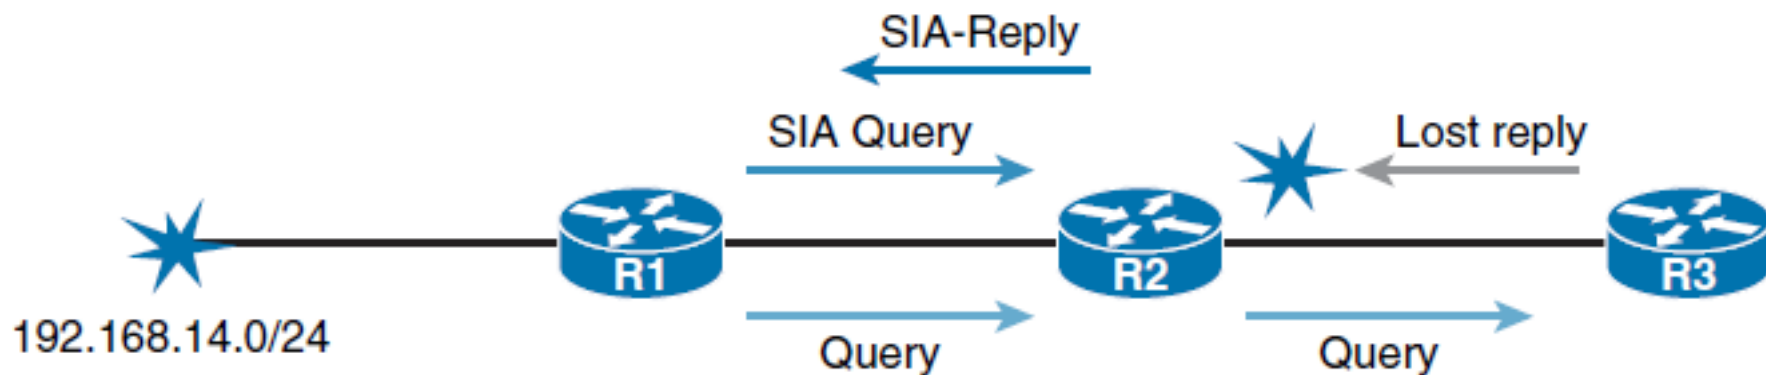 SIA-Reply
SIA Query
Lost reply
R1
R2
R3
192.168.14.0/24
Query
Query